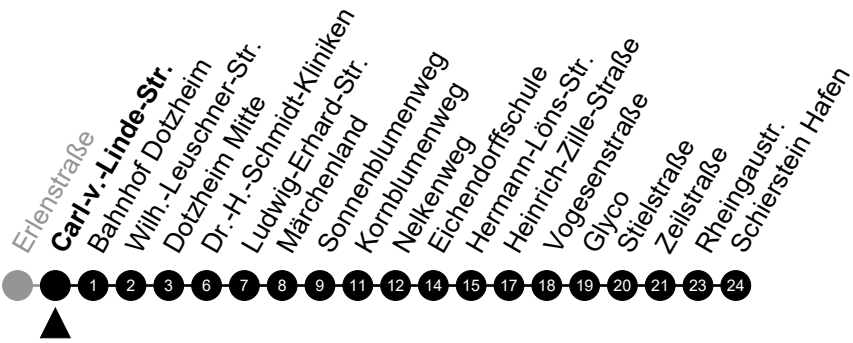 Erlenstraße
Carl-v.-Linde-Str.
Bahnhof Dotzheim
Wilh.-Leuschner-Str.
Dotzheim Mitte
Dr.-H.-Schmidt-Kliniken
Ludwig-Erhard-Str.
Märchenland
Sonnenblumenweg
Kornblumenweg
Nelkenweg
Eichendorffschule
Hermann-Löns-Str.
Heinrich-Zille-Straße
Vogesenstraße
Glyco
Stielstraße
Zeilstraße
Rheingaustr.
Schierstein Hafen
1 2 3 6 7 8 9 11 12 14 15 17 18 19 20 21 23 24